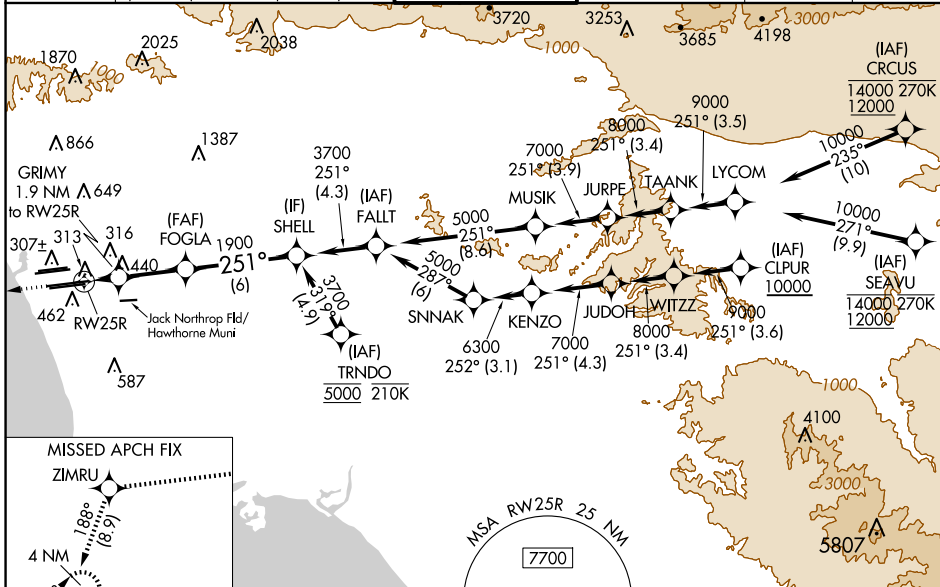 3720
3253
3685
4198
3000
2038
2025
1000
1870
1000
(IAF)
CRCUS
14000 270K
12000
9000
251° (3.5)
8000
251° (3.4)
7000
251° (3.9)
10000
235°
(10)
866
1387
3700
251°
(4.3)
GRIMY
1.9 NM
to RW25R
649
(FAF)
FOGLA
(IF)
SHELL
(IAF)
FALLT
MUSIK
JURPE
TAANK
LYCOM
5000
251°
(8.6)
10000
271°
(9.9)
307±
313
316
440
1900
251°
(6)
5000
287°
(6)
(IAF)
CLPUR
10000
(IAF)
SEAVU
14000 270K
12000
462
RW25R
Jack Northrop Fld/
Hawthorne Muni
3700
319°
(4.9)
SNNAK
KENZO
JUDOH
WITZZ
9000
251° (3.6)
8000
251° (3.4)
7000
251° (4.3)
6300
252° (3.1)
(IAF)
TRNDO
5000 210K
587
1000
4100
3000
5807
MISSED APCH FIX
ZIMRU
188°
(8.9)
4 NM
MSA RW25R 25 NM
7700